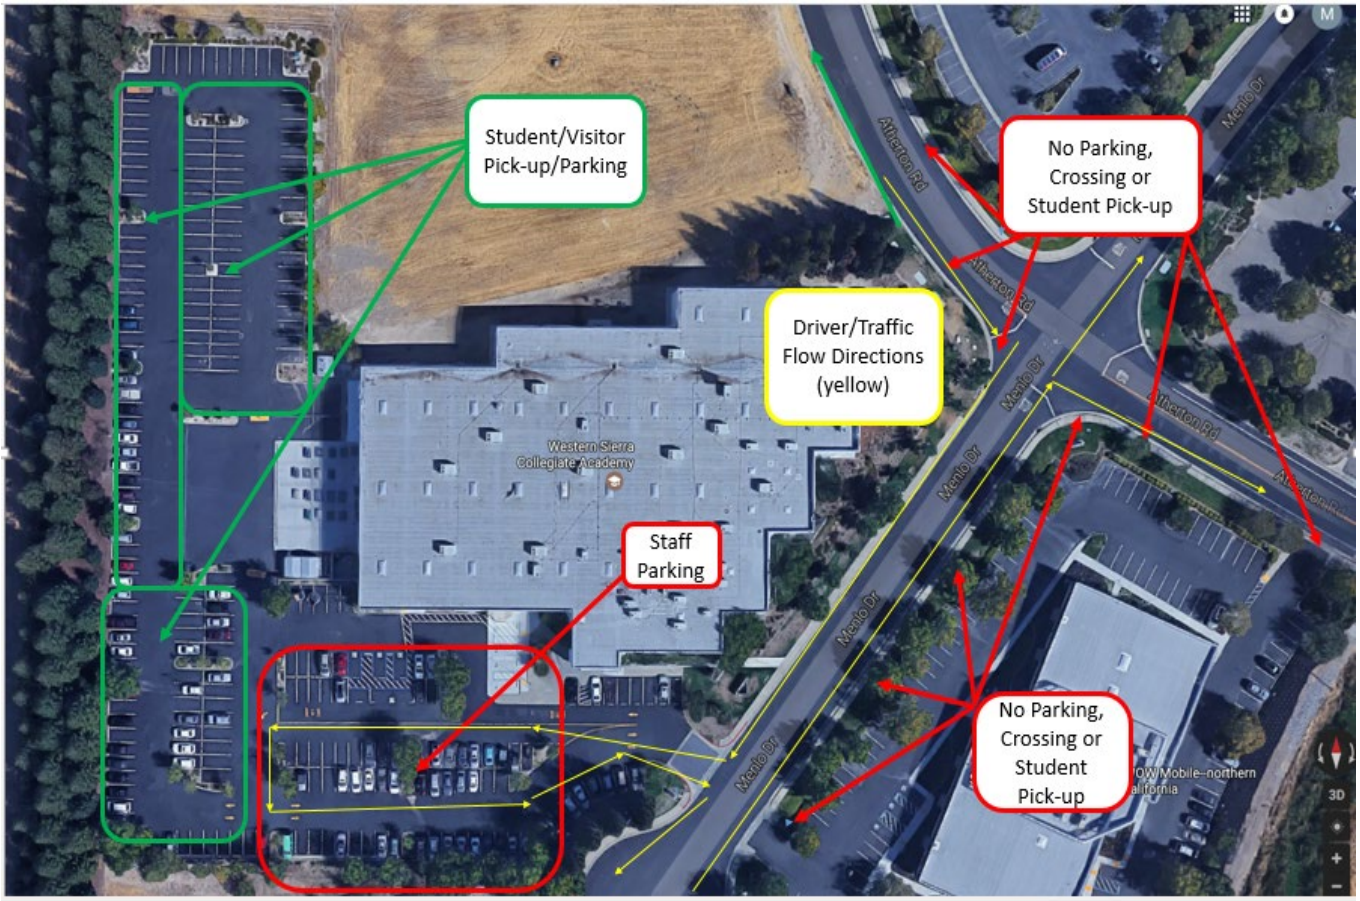 M
Menlo Dr
Student/Visitor
Pick-up/Parking
Atherton Rd
No Parking,
Crossing or
Student Pick-up
Atherton Rd
Driver/Traffic
Flow Directions
(yellow)
Menlo Dr
Atherton Rd
Western Sierra
Collegiate Academy
Menlo Dr
Atherton R
Staff
Parking
Menlo Dr
No Parking,
Crossing or
Student
Pick-up
Menlo Dr
OW Mobile-northern
alifornia
3D